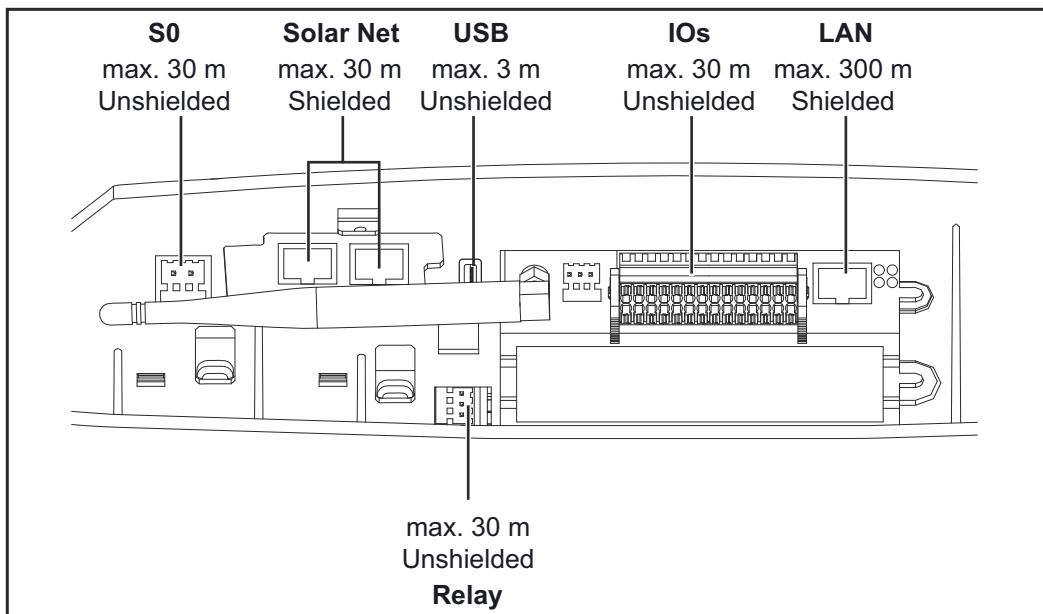 S0
max. 30 m
Unshielded
Solar Net
max. 30 m
Shielded
USB
max. 3 m
Unshielded
IOs
max. 30 m
Unshielded
LAN
max. 300 m
Shielded
max. 30 m
Unshielded
Relay